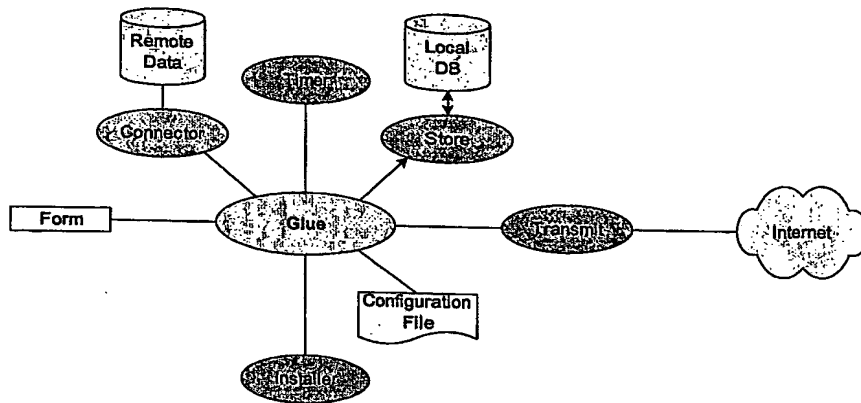 Remote
Data
Local
DB
Timer
Connector
Store
Form
Glue
Transmit
Internet
Configuration
File
Installer